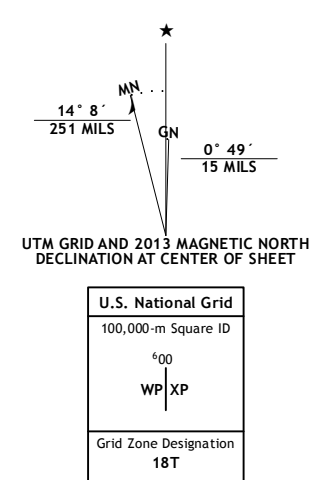 ★
MN
14° 8´
251 MILS
GN
0° 49´
15 MILS
UTM GRID AND 2013 MAGNETIC NORTH
DECLINATION AT CENTER OF SHEET
U.S. National Grid
100,000-m Square ID
⁶00
WP XP
Grid Zone Designation
18T